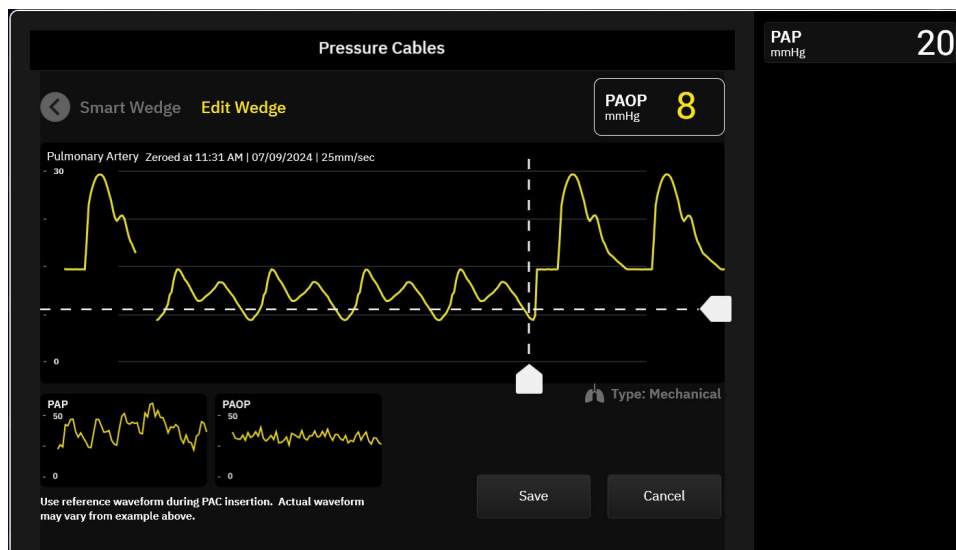 Pressure Cables
PAP
mmHg
20
Smart Wedge
Edit Wedge
PAOP
mmHg
8
Pulmonary Artery Zeroed at 11:31 AM | 07/09/2024 | 25mm/sec
- 30
-
-
-
- 0
Type: Mechanical
PAP
- 50
-
- 0
PAOP
- 50
-
- 0
Use reference waveform during PAC insertion. Actual waveform
may vary from example above.
Save
Cancel